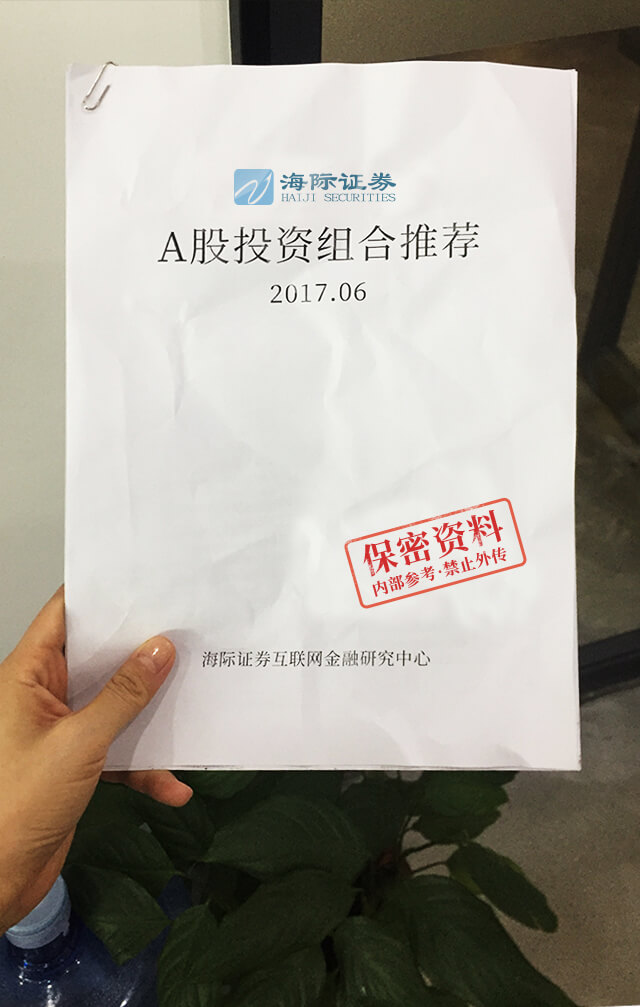 海际证券
HAIJI SECURITIES
A股投资组合推荐
2017.06
保密资料
内部参考·禁止外传
海际证券互联网金融研究中心